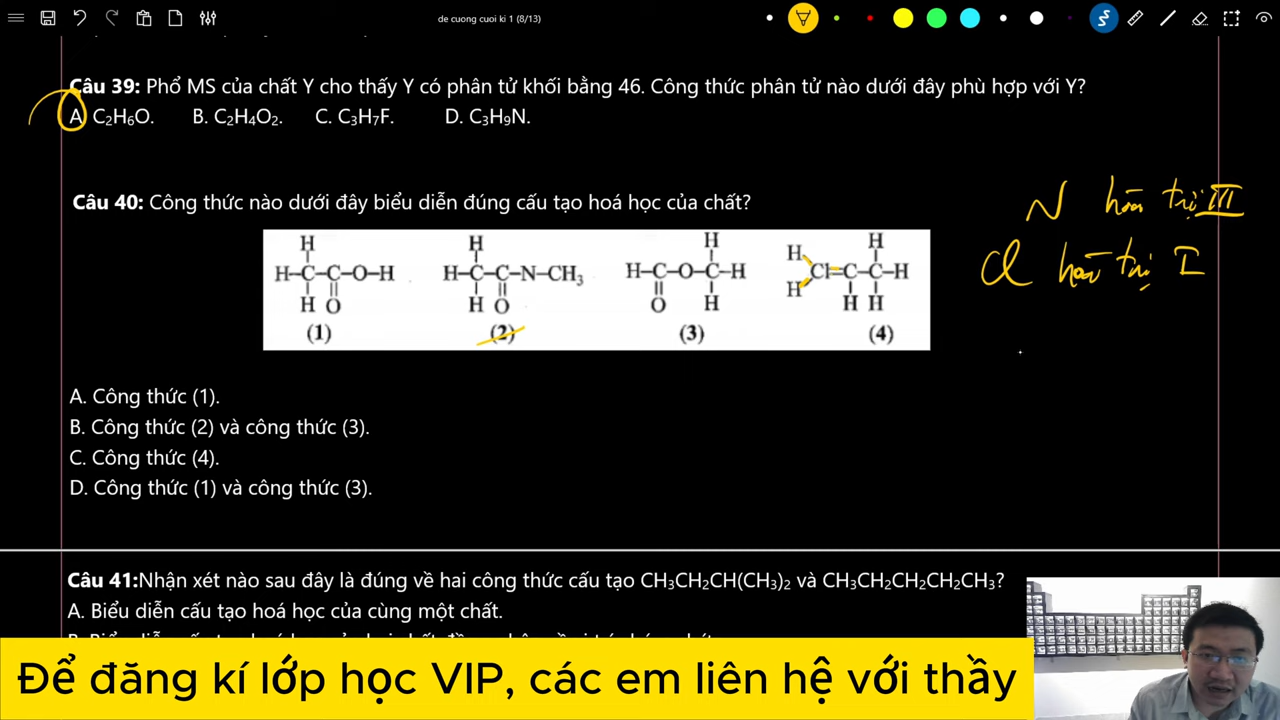 de cuong cuoi ki 1 (8/13)
Câu 39: Phổ MS của chất Y cho thấy Y có phân tử khối bằng 46. Công thức phân tử nào dưới đây phù hợp với Y?
A. C₂H₆O. B. C₂H₄O₂. C. C₃H₇F. D. C₃H₉N.
Câu 40: Công thức nào dưới đây biểu diễn đúng cấu tạo hoá học của chất?
N hóa trị III
Cl hóa trị I
H H H H
H–C–C–O–H H–C–C–N–CH₃ H–C–O–C–H H Cl=C–C–H
H O H O O H H H
(1) (2) (3) (4)
A. Công thức (1).
B. Công thức (2) và công thức (3).
C. Công thức (4).
D. Công thức (1) và công thức (3).
Câu 41:Nhận xét nào sau đây là đúng về hai công thức cấu tạo CH₃CH₂CH(CH₃)₂ và CH₃CH₂CH₂CH₂CH₃?
A. Biểu diễn cấu tạo hoá học của cùng một chất.
Để đăng kí lớp học VIP, các em liên hệ với thầy